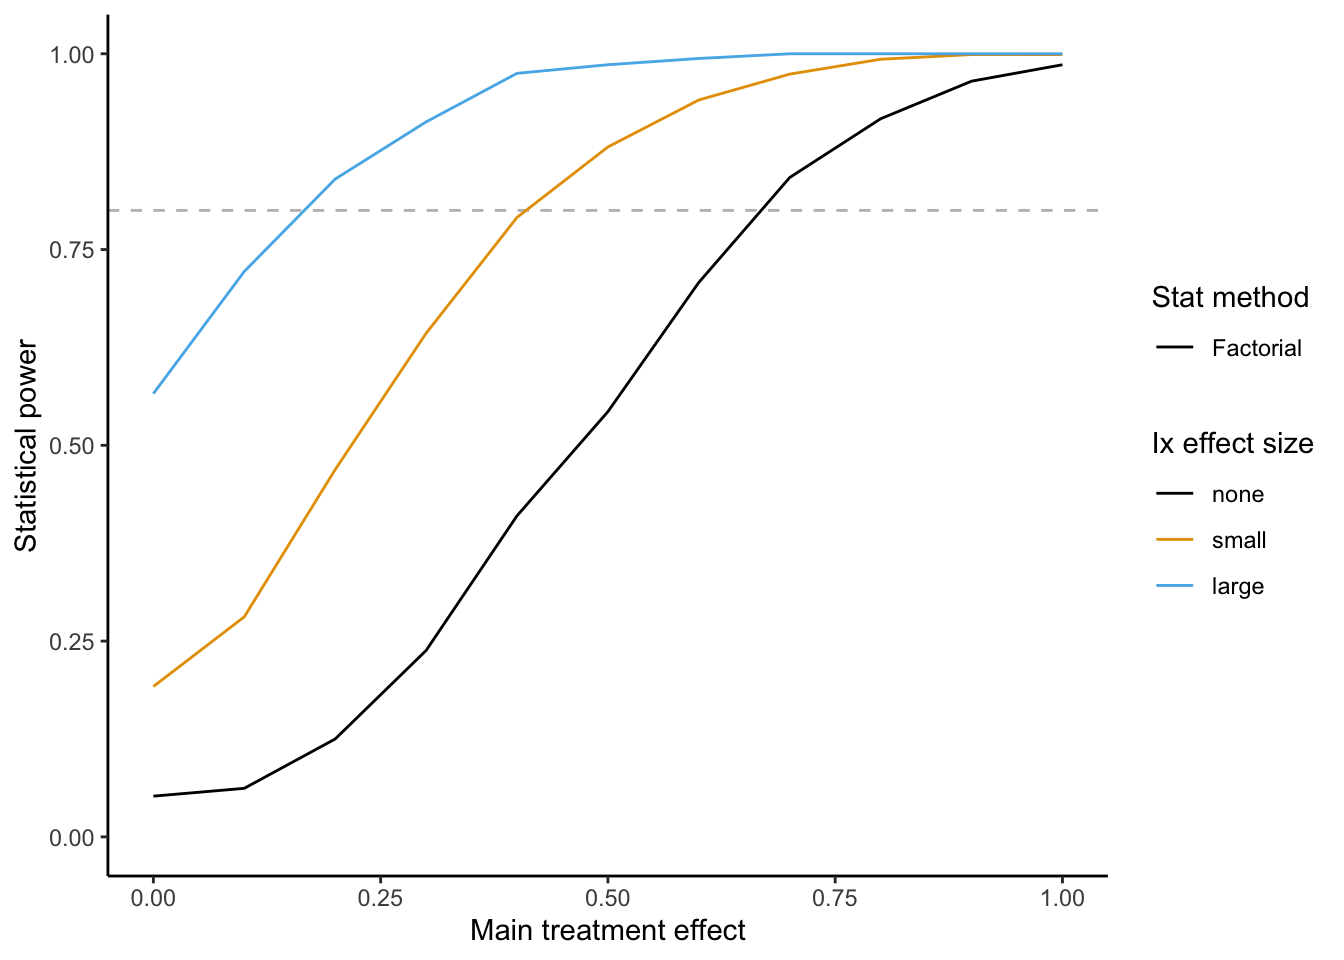 1.00
0.75
0.50
0.25
0.00
Statistical power
0.00 0.25 0.50 0.75 1.00
Main treatment effect
Stat method
Factorial
Ix effect size
none
small
large